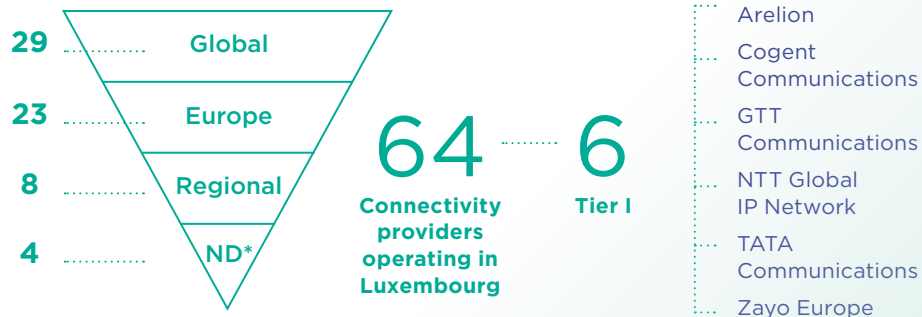 29
Global
23
Europe
8
Regional
4
ND*
64
Connectivity
providers
operating in
Luxembourg
6
Tier I
Arelion
Cogent
Communications
GTT
Communications
NTT Global
IP Network
TATA
Communications
Zayo Europe